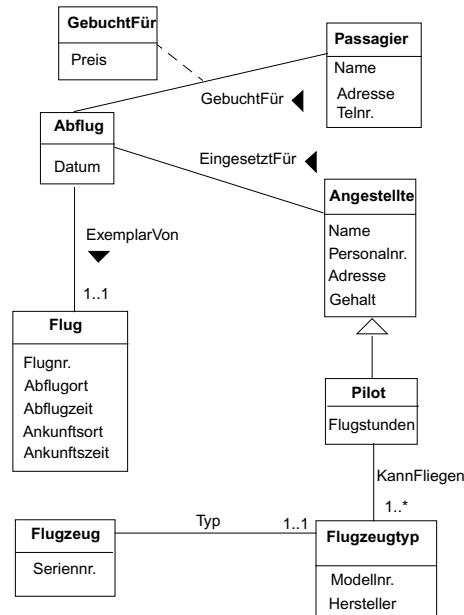 GebuchtFür
Preis
Passagier
Name
Adresse
Telnr.
GebuchtFür
Abflug
Datum
EingesetztFür
Angestellte
Name
Personalnr.
Adresse
Gehalt
ExemplarVon
1..1
Flug
Flugnr.
Abflugort
Abflugzeit
Ankunftsort
Ankunftszeit
Pilot
Flugstunden
KannFliegen
1..*
Flugzeug
Seriennr.
Typ
1..1
Flugzeugtyp
Modellnr.
Hersteller